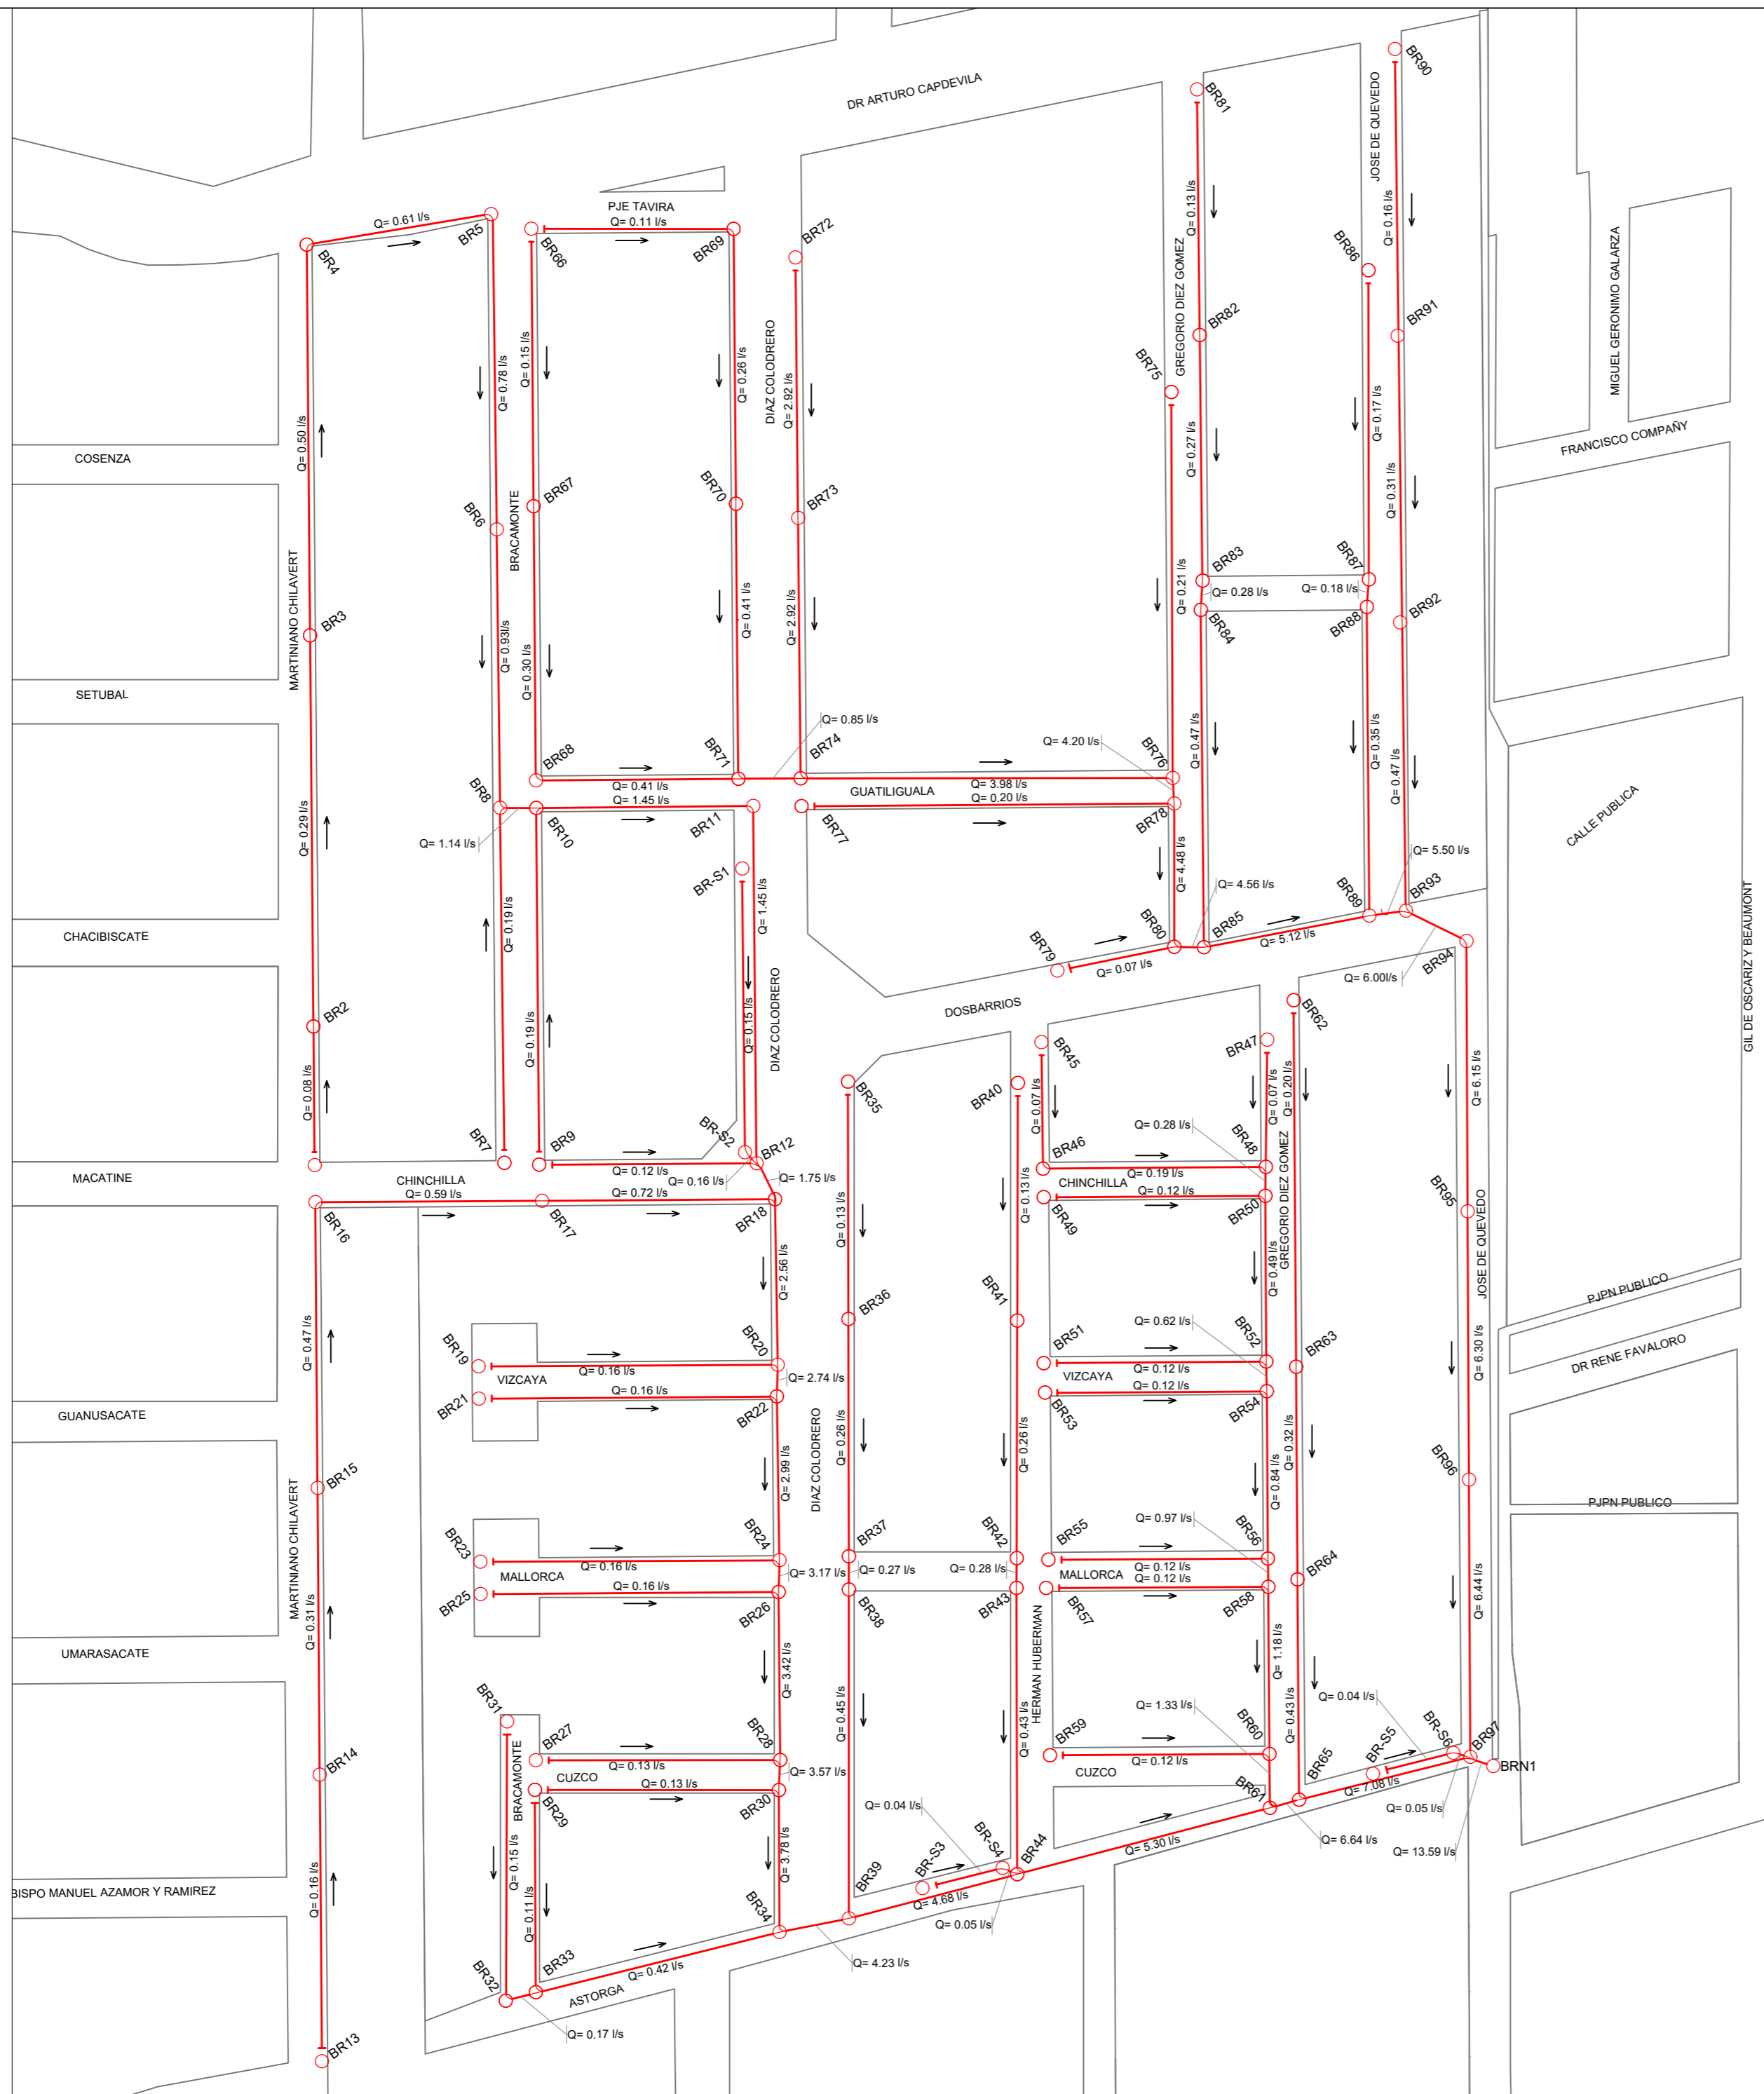 DR ARTURO CAPDEVILA
BR90
BR81
JOSE DE QUEVEDO
PJE TAVIRA
Q= 0.61 l/s
Q= 0.11 l/s
Q= 0.13 l/s
Q= 0.16 l/s
BR4
BR5
BR66
BR69
BR72
GREGORIO DIEZ GOMEZ
BR86
MIGUEL GERONIMO GALARZA
BR82
BR91
Q= 0.78 l/s
Q= 0.15 l/s
Q= 0.26 l/s
DIAZ COLODRERO
Q= 2.92 l/s
BR75
Q= 0.17 l/s
Q= 0.50 l/s
Q= 0.27 l/s
Q= 0.31 l/s
COSENZA
FRANCISCO COMPAÑY
BR6
BRACAMONTE
BR67
BR70
BR73
MARTINIANO CHILAVERT
BR3
BR83
BR87
Q= 0.21 l/s
Q= 0.28 l/s
Q= 0.18 l/s
BR84
BR88
BR92
Q= 0.93l/s
Q= 0.30 l/s
Q= 0.41 l/s
Q= 2.92 l/s
SETUBAL
Q= 0.85 l/s
Q= 4.20 l/s
Q= 0.47 l/s
Q= 0.35 l/s
Q= 0.47 l/s
BR68
BR71
BR74
BR76
Q= 0.41 l/s
Q= 3.98 l/s
GUATILIGUALA
Q= 1.45 l/s
Q= 0.20 l/s
BR8
BR10
BR11
BR77
BR78
CALLE PUBLICA
Q= 0.29 l/s
Q= 1.14 l/s
Q= 4.48 l/s
Q= 5.50 l/s
BR-S1
Q= 4.56 l/s
Q= 0.19 l/s
Q= 1.45 l/s
BR89
BR93
GIL DE OSCARIZ Y BEAUMONT
CHACIBISCATE
BR80
BR85
Q= 5.12 l/s
BR79
Q= 0.07 l/s
BR94
Q= 6.00l/s
DOSBARRIOS
BR2
Q= 0.19 l/s
Q= 0.15 l/s
DIAZ COLODRERO
BR62
BR47
BR45
Q= 0.08 l/s
BR35
BR40
Q= 0.07 l/s
Q= 0.07 l/s
Q= 0.20 l/s
Q= 6.15 l/s
BR7
BR9
BR-S2
BR12
Q= 0.28 l/s
BR46
BR48
MACATINE
CHINCHILLA
Q= 0.12 l/s
Q= 0.16 l/s
Q= 1.75 l/s
Q= 0.19 l/s
CHINCHILLA
Q= 0.59 l/s
Q= 0.72 l/s
Q= 0.13 l/s
Q= 0.13 l/s
Q= 0.12 l/s
GREGORIO DIEZ GOMEZ
BR16
BR17
BR18
BR49
BR50
BR95
JOSE DE QUEVEDO
Q= 2.56 l/s
Q= 0.49 l/s
PJPN PUBLICO
Q= 0.47 l/s
BR36
BR41
Q= 0.62 l/s
BR19
BR20
BR51
BR52
BR63
Q= 6.30 l/s
DR RENE FAVALORO
Q= 0.16 l/s
VIZCAYA
Q= 2.74 l/s
Q= 0.12 l/s
VIZCAYA
Q= 0.16 l/s
Q= 0.12 l/s
BR21
BR22
BR53
BR54
GUANUSACATE
DIAZ COLODRERO
Q= 0.26 l/s
Q= 0.26 l/s
Q= 0.32 l/s
BR15
Q= 2.99 l/s
Q= 0.84 l/s
BR96
MARTINIANO CHILAVERT
PJPN PUBLICO
Q= 0.97 l/s
BR23
BR24
BR37
BR42
BR55
BR56
BR64
Q= 0.16 l/s
MALLORCA
Q= 3.17 l/s
Q= 0.27 l/s
Q= 0.28 l/s
Q= 0.12 l/s
MALLORCA
Q= 0.16 l/s
Q= 0.12 l/s
BR25
BR26
BR38
BR43
BR57
BR58
Q= 6.44 l/s
Q= 0.31 l/s
UMARASACATE
HERMAN HUBERMAN
Q= 3.42 l/s
Q= 0.45 l/s
Q= 0.43 l/s
Q= 1.18 l/s
Q= 0.43 l/s
BR31
Q= 1.33 l/s
Q= 0.04 l/s
BR14
BR27
BR28
BR59
BR60
BR65
BR-S5
BR-S6
BR97
BRN1
BRACAMONTE
Q= 0.13 l/s
CUZCO
Q= 3.57 l/s
Q= 0.12 l/s
CUZCO
Q= 0.13 l/s
Q= 7.08 l/s
BR29
BR30
BR61
Q= 0.04 l/s
Q= 0.05 l/s
Q= 5.30 l/s
Q= 6.64 l/s
Q= 13.59 l/s
Q= 0.15 l/s
Q= 3.78 l/s
BR39
BR-S3
BR-S4
BR44
Q= 0.16 l/s
Q= 0.11 l/s
BISPO MANUEL AZAMOR Y RAMIREZ
Q= 4.68 l/s
Q= 0.05 l/s
BR34
Q= 4.23 l/s
BR32
BR33
Q= 0.42 l/s
ASTORGA
Q= 0.17 l/s
BR13